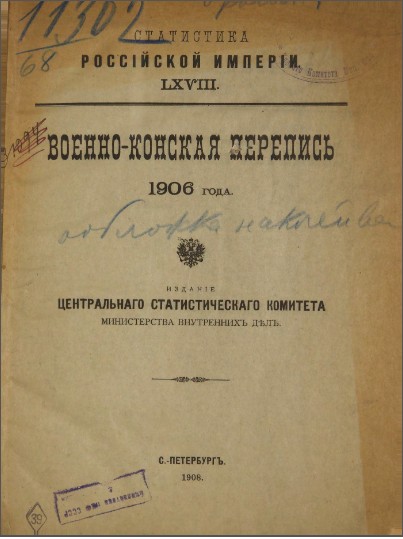 11302
68
СТАТИСТИКА
РОССІЙСКОЙ ИМПЕРІИ.
LXVIII.
ВОЕННО-КОНСКАЯ ПЕРЕПИСЬ
1906 ГОДА.
обложка наклеива
ИЗДАНІЕ
ЦЕНТРАЛЬНАГО СТАТИСТИЧЕСКАГО КОМИТЕТА
МИНИСТЕРСТВА ВНУТРЕННИХЪ ДѢЛЪ.
С.-ПЕТЕРБУРГЪ.
1908.
39